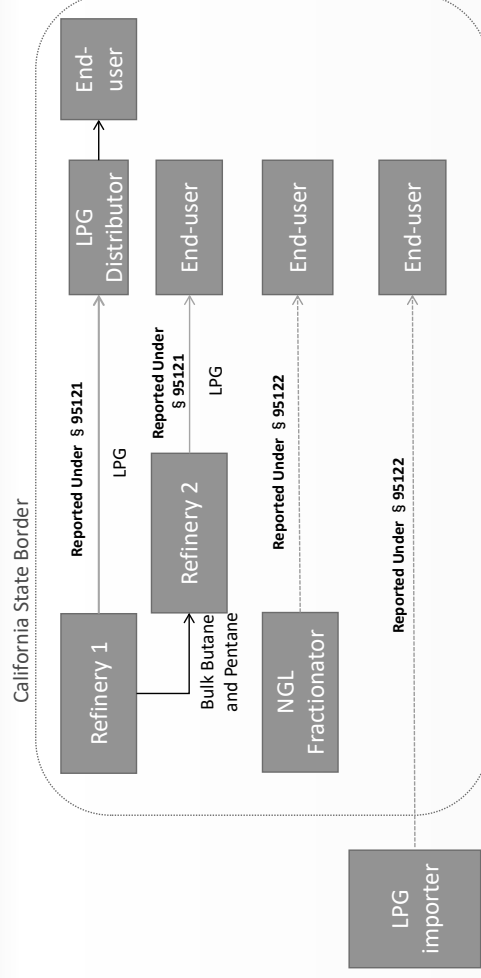 California State Border
Refinery 1
Reported Under § 95121
LPG
LPG
Distributor
End-
user
Bulk Butane
and Pentane
Refinery 2
Reported Under
§ 95121
LPG
End-user
NGL
Fractionator
Reported Under § 95122
End-user
LPG
importer
Reported Under § 95122
End-user